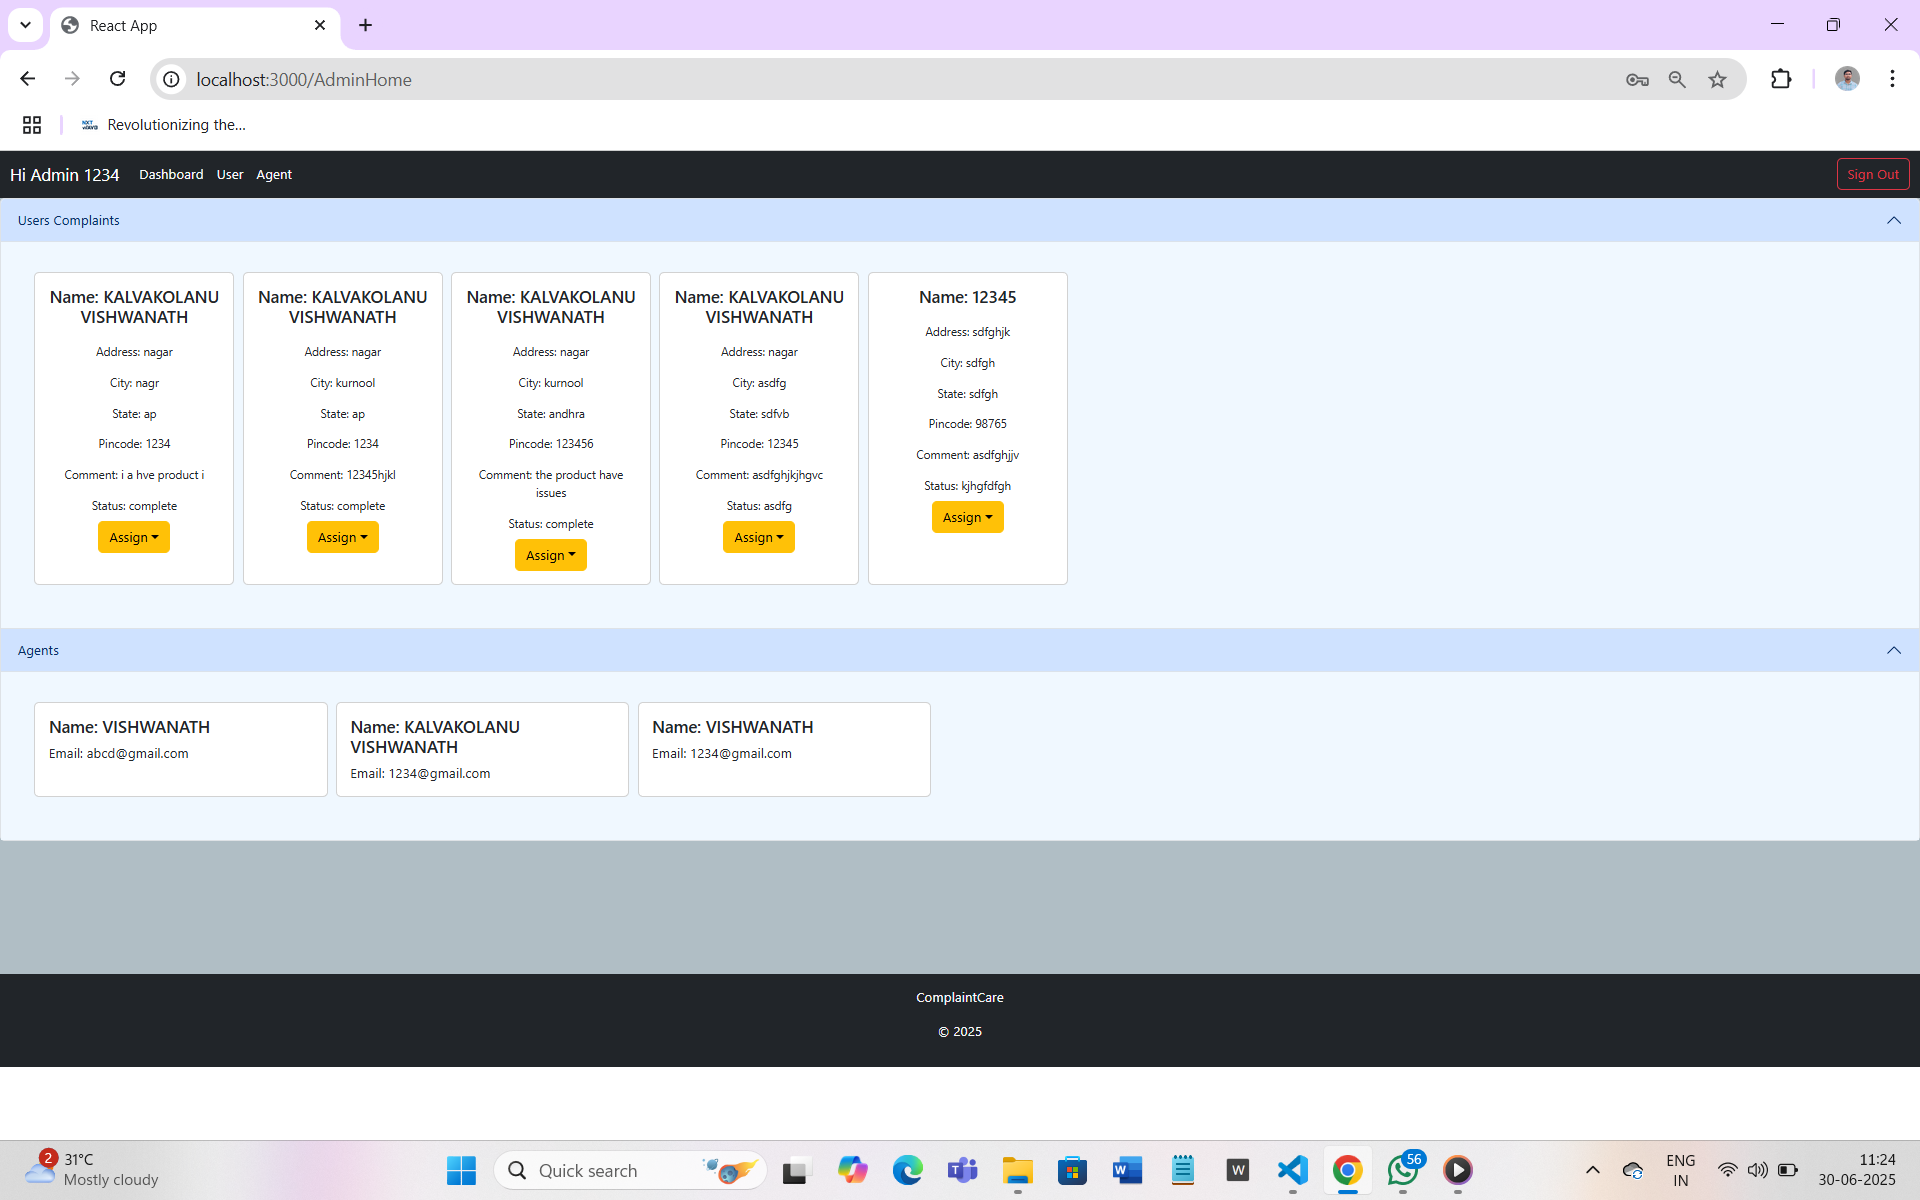 React App
localhost:3000/AdminHome
Revolutionizing the...
Hi Admin 1234 Dashboard User Agent Sign Out
Users Complaints
Name: KALVAKOLANU
VISHWANATH
Address: nagar
City: nagr
State: ap
Pincode: 1234
Comment: i a hve product i
Status: complete
Assign
Name: KALVAKOLANU
VISHWANATH
Address: nagar
City: kurnool
State: ap
Pincode: 1234
Comment: 12345hjkl
Status: complete
Assign
Name: KALVAKOLANU
VISHWANATH
Address: nagar
City: kurnool
State: andhra
Pincode: 123456
Comment: the product have
issues
Status: complete
Assign
Name: KALVAKOLANU
VISHWANATH
Address: nagar
City: asdfg
State: sdfvb
Pincode: 12345
Comment: asdfghjkjhgvc
Status: asdfg
Assign
Name: 12345
Address: sdfghjk
City: sdfgh
State: sdfgh
Pincode: 98765
Comment: asdfghjjv
Status: kjhgfdfgh
Assign
Agents
Name: VISHWANATH
Email: abcd@gmail.com
Name: KALVAKOLANU
VISHWANATH
Email: 1234@gmail.com
Name: VISHWANATH
Email: 1234@gmail.com
ComplaintCare
© 2025
2
31°C
Mostly cloudy
Quick search
W
56
ENG
IN
11:24
30-06-2025